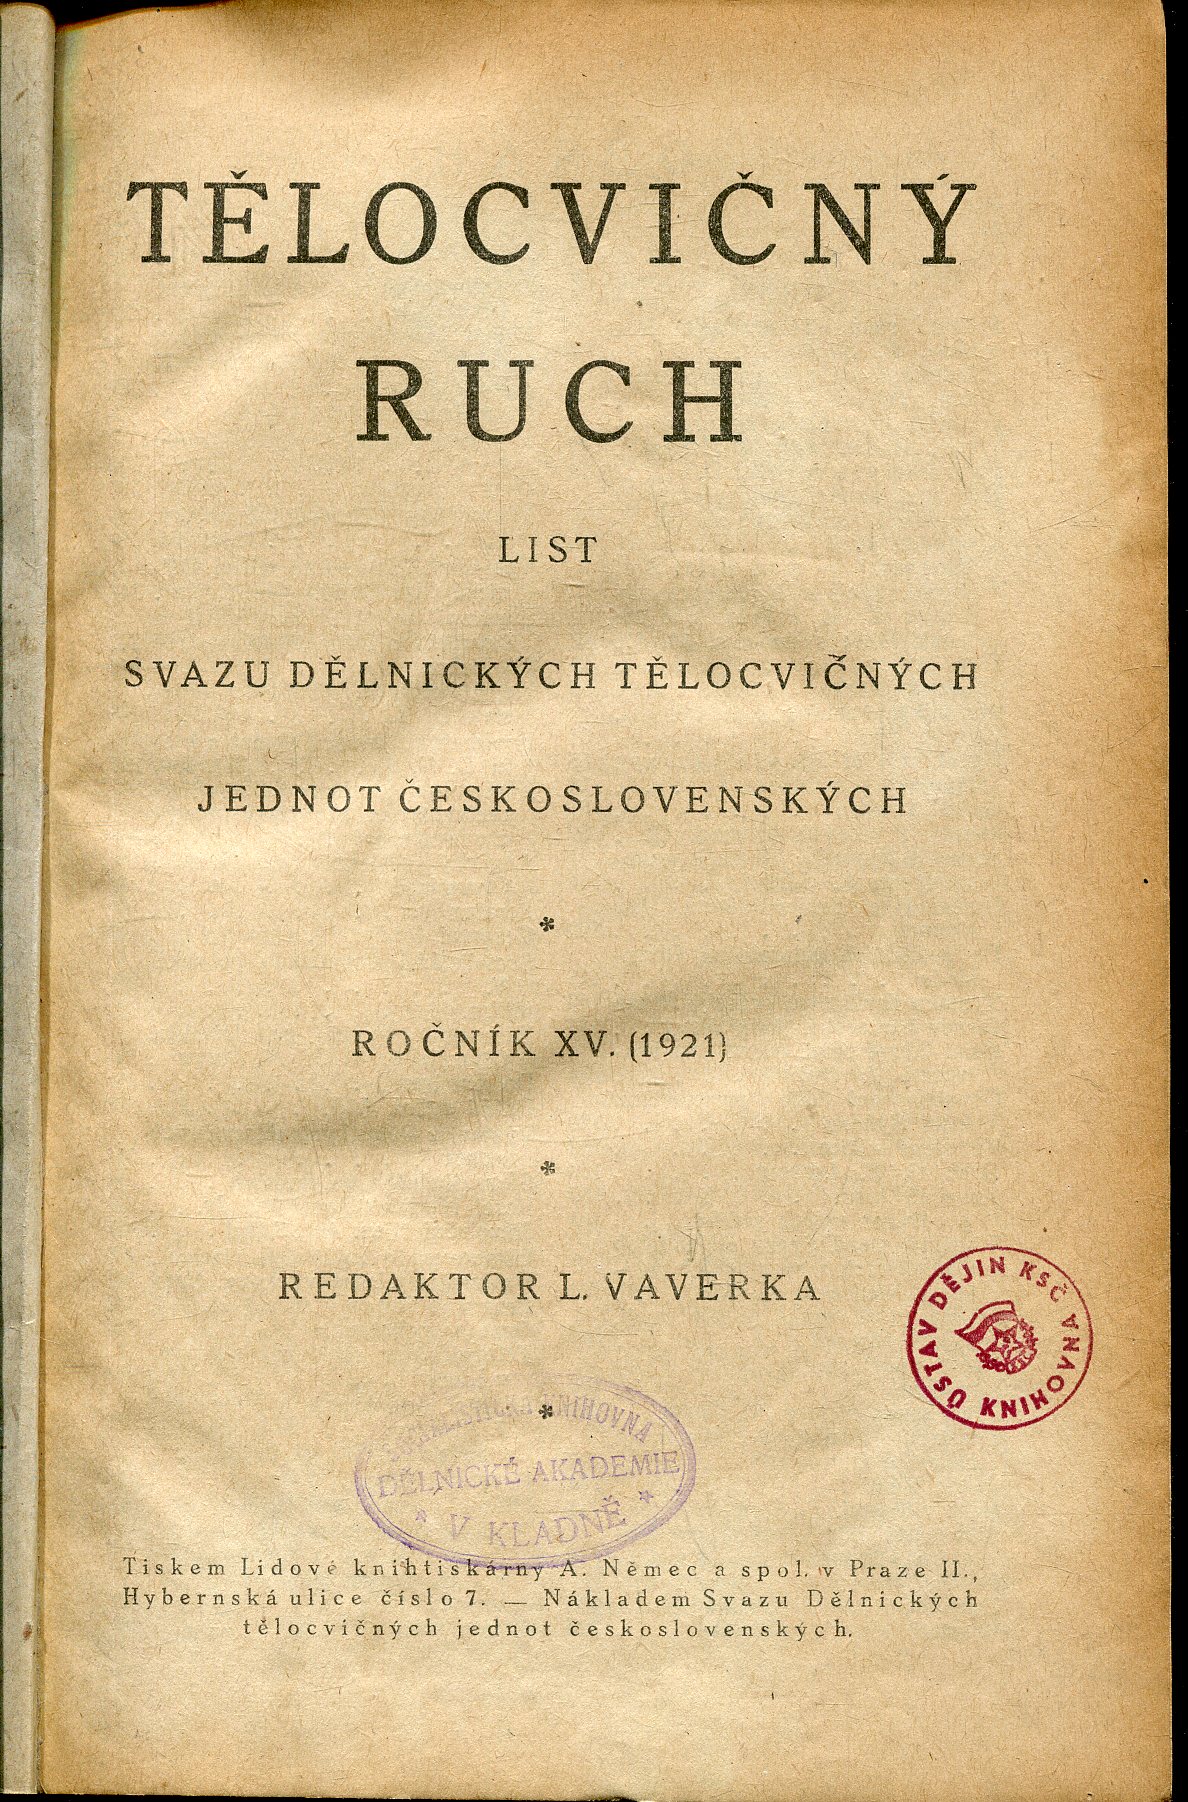 TĚLOCVIČNÝ
RUCH
LIST
SVAZU DĚLNICKÝCH TĚLOCVIČNÝCH
JEDNOT ČESKOSLOVENSKÝCH
*
ROČNÍK XV. (1921)
*
REDAKTOR L. VAVERKA
ÚSTAV DĚJIN KSČ
KNIHOVNA
*
KNIHOVNA
DĚLNICKÉ AKADEMIE
* V KLADNĚ *
Tiskem Lidové knihtiskárny A. Němec a spol. v Praze II.,
Hybernská ulice číslo 7. — Nákladem Svazu Dělnických
tělocvičných jednot československých.